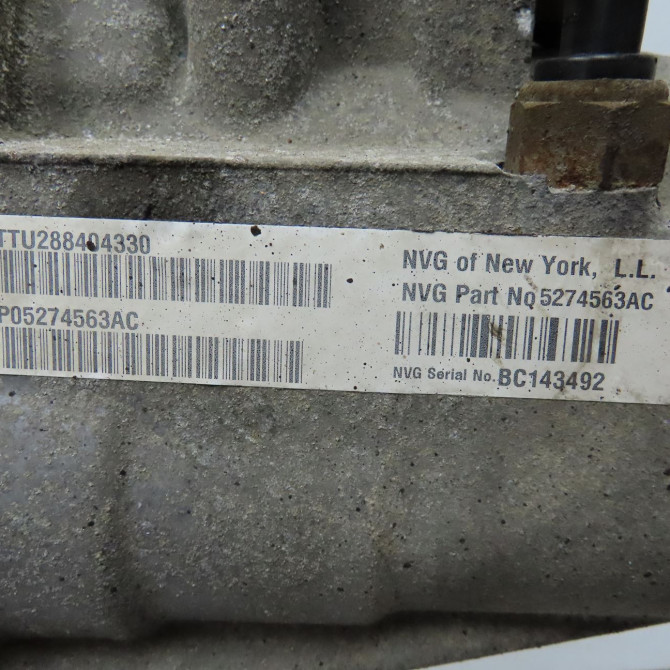 TTU288404330
P05274563AC
NVG of New York, L.L.
NVG Part No 5274563AC
NVG Serial No. BC143492